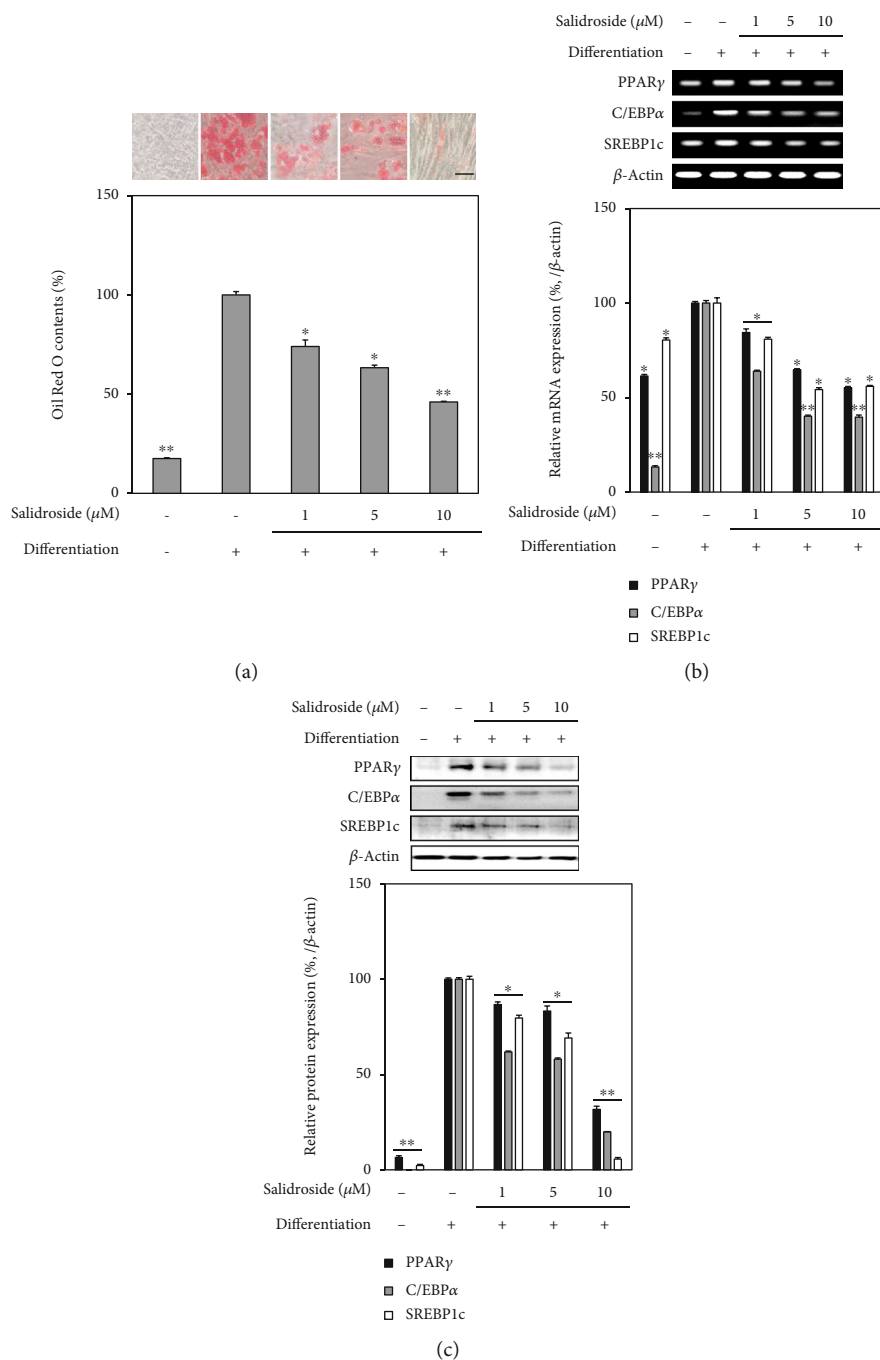 150
100
50
0
Oil Red O contents (%)
**
*
*
**
Salidroside (μM) - - 1 5 10
Differentiation - + + + +
(a)
Salidroside (μM) 1 5 10
Differentiation – + + + +
PPARγ
C/EBPα
SREBP1c
β-Actin
150
100
50
0
Relative mRNA expression (%, /β-actin)
* ** *
*
* ** *
* ** *
Salidroside (μM) – – 1 5 10
Differentiation – + + + +
PPARγ
C/EBPα
SREBP1c
(b)
Salidroside (μM) – – 1 5 10
Differentiation – + + + +
PPARγ
C/EBPα
SREBP1c
β-Actin
150
100
50
0
Relative protein expression (%, /β-actin)
**
*
*
**
Salidroside (μM) – – 1 5 10
Differentiation – + + + +
PPARγ
C/EBPα
SREBP1c
(c)